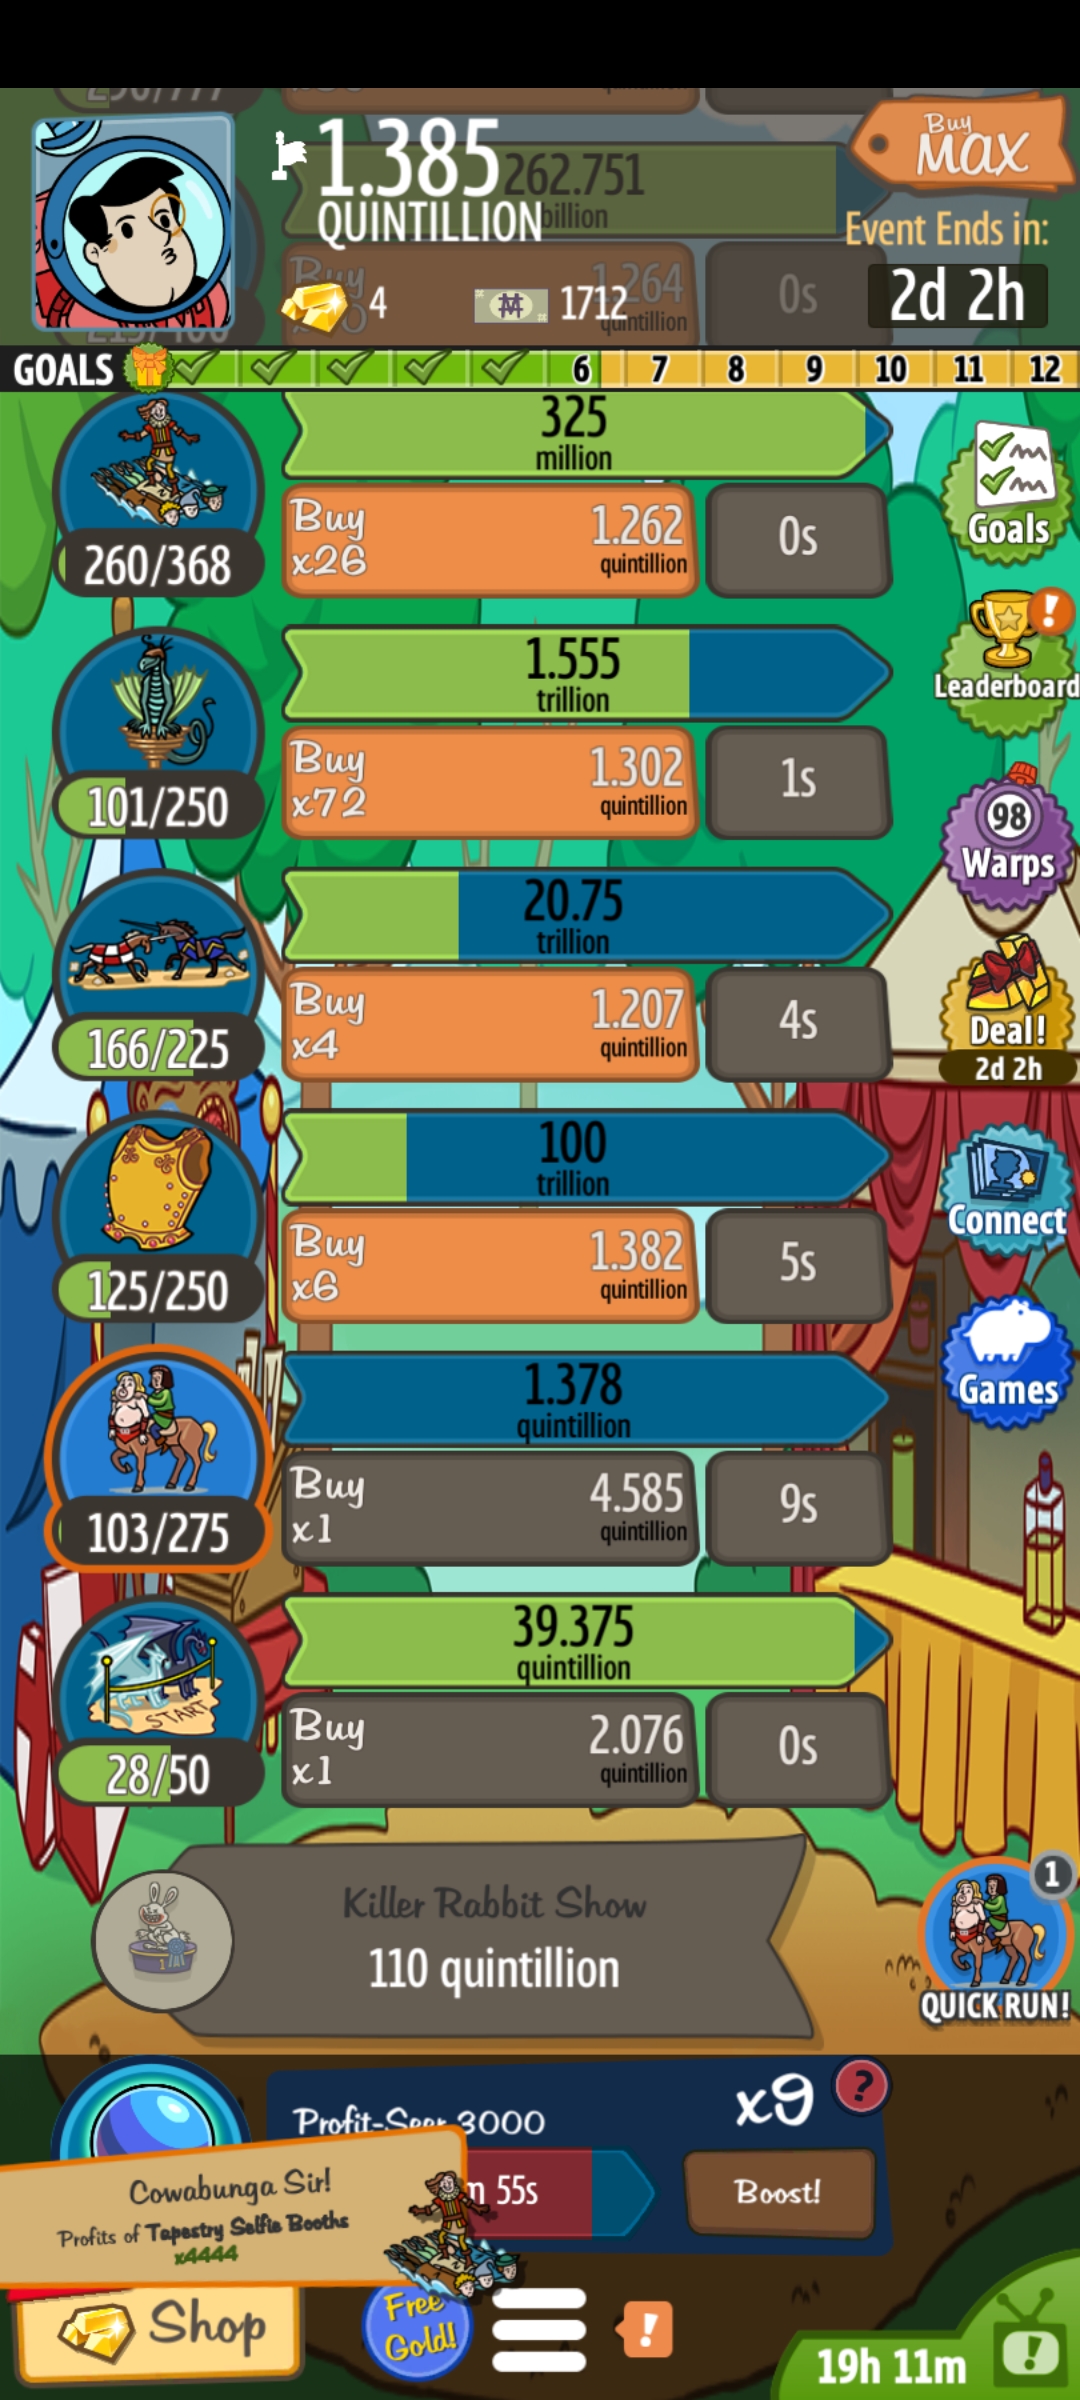 1.385
262.751
QUINTILLION
billion
Buy
MAX
Event Ends in:
2d 2h
4
1712
Buy
1.264
quintillion
0s
GOALS
6
7
8
9
10
11
12
325
million
Buy
x26
1.262
quintillion
0s
260/368
Goals
Leaderboard
1.555
trillion
Buy
x72
1.302
quintillion
1s
101/250
98
Warps
20.75
trillion
Buy
x4
1.207
quintillion
4s
166/225
Deal!
2d 2h
100
trillion
Buy
x6
1.382
quintillion
5s
125/250
Connect
1.378
quintillion
Buy
x1
4.585
quintillion
9s
103/275
Games
39.375
quintillion
Buy
x1
2.076
quintillion
0s
START
28/50
Killer Rabbit Show
110 quintillion
1
QUICK RUN!
Profit-Seer 3000
x9
?
m 55s
Boost!
Cowabunga Sir!
Profits of Tapestry Selfie Booths
x4444
Shop
Free
Gold!
!
19h 11m
!